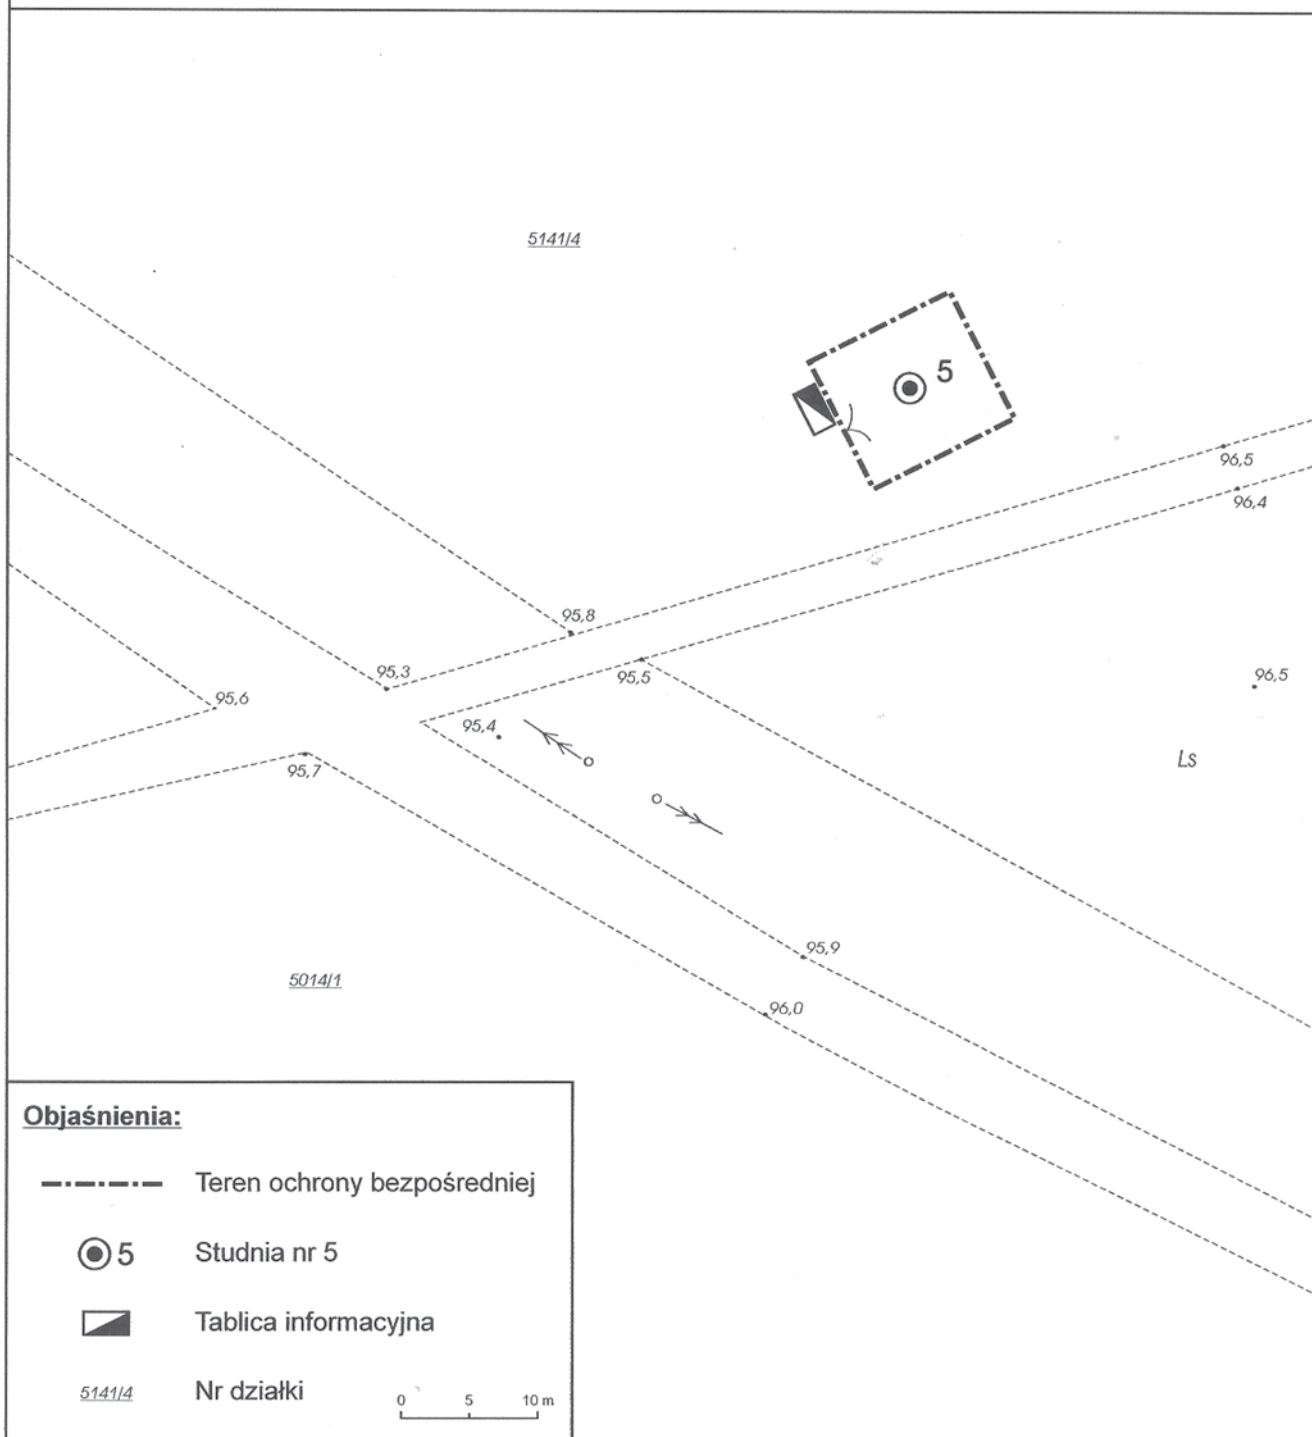 5141/4
5
96,5
96,4
95,8
95,3
95,5
95,6
96,5
95,4
95,7
Ls
95,9
5014/1
96,0
Objaśnienia:
Teren ochrony bezpośredniej
5 Studnia nr 5
Tablica informacyjna
5141/4 Nr działki
0 5 10 m